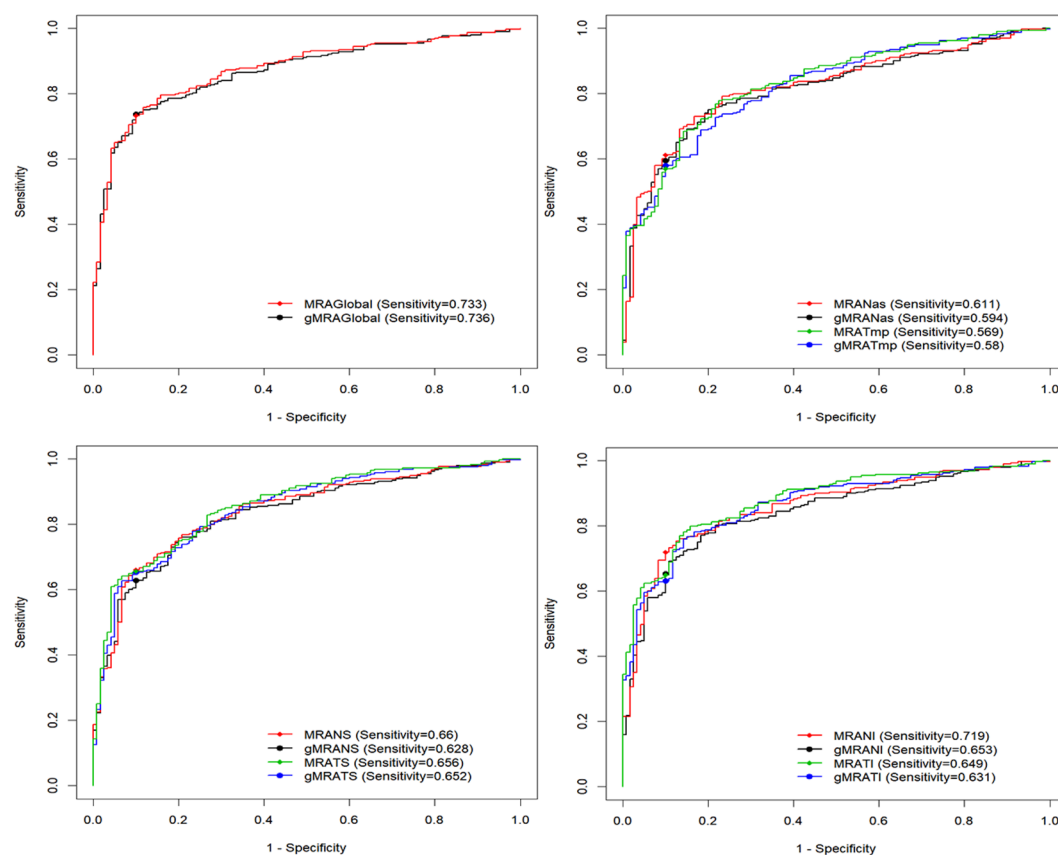 Sensitivity
0.0 0.2 0.4 0.6 0.8 1.0
MRAGlobal (Sensitivity=0.733)
gMRAGlobal (Sensitivity=0.736)
0.0 0.2 0.4 0.6 0.8 1.0
1 - Specificity
Sensitivity
0.0 0.2 0.4 0.6 0.8 1.0
MRANas (Sensitivity=0.611)
gMRANas (Sensitivity=0.594)
MRATmp (Sensitivity=0.569)
gMRATmp (Sensitivity=0.58)
0.0 0.2 0.4 0.6 0.8 1.0
1 - Specificity
Sensitivity
0.0 0.2 0.4 0.6 0.8 1.0
MRANS (Sensitivity=0.66)
gMRANS (Sensitivity=0.628)
MRATS (Sensitivity=0.656)
gMRATS (Sensitivity=0.652)
0.0 0.2 0.4 0.6 0.8 1.0
1 - Specificity
Sensitivity
0.0 0.2 0.4 0.6 0.8 1.0
MRANI (Sensitivity=0.719)
gMRANI (Sensitivity=0.653)
MRATI (Sensitivity=0.649)
gMRATI (Sensitivity=0.631)
0.0 0.2 0.4 0.6 0.8 1.0
1 - Specificity